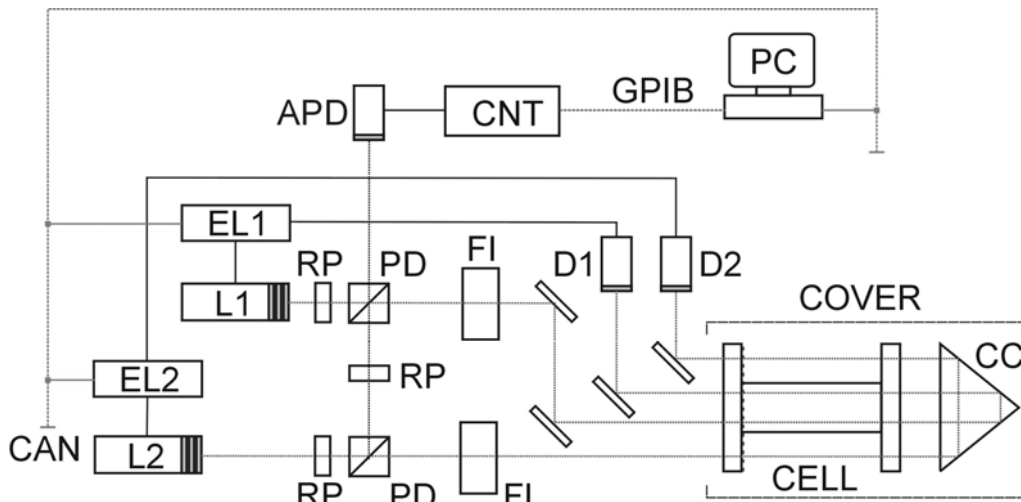 PC
GPIB
APD
CNT
EL1
FI
D1
D2
RP
PD
COVER
L1
CC
EL2
RP
CAN
L2
CELL
RP
PD
FI